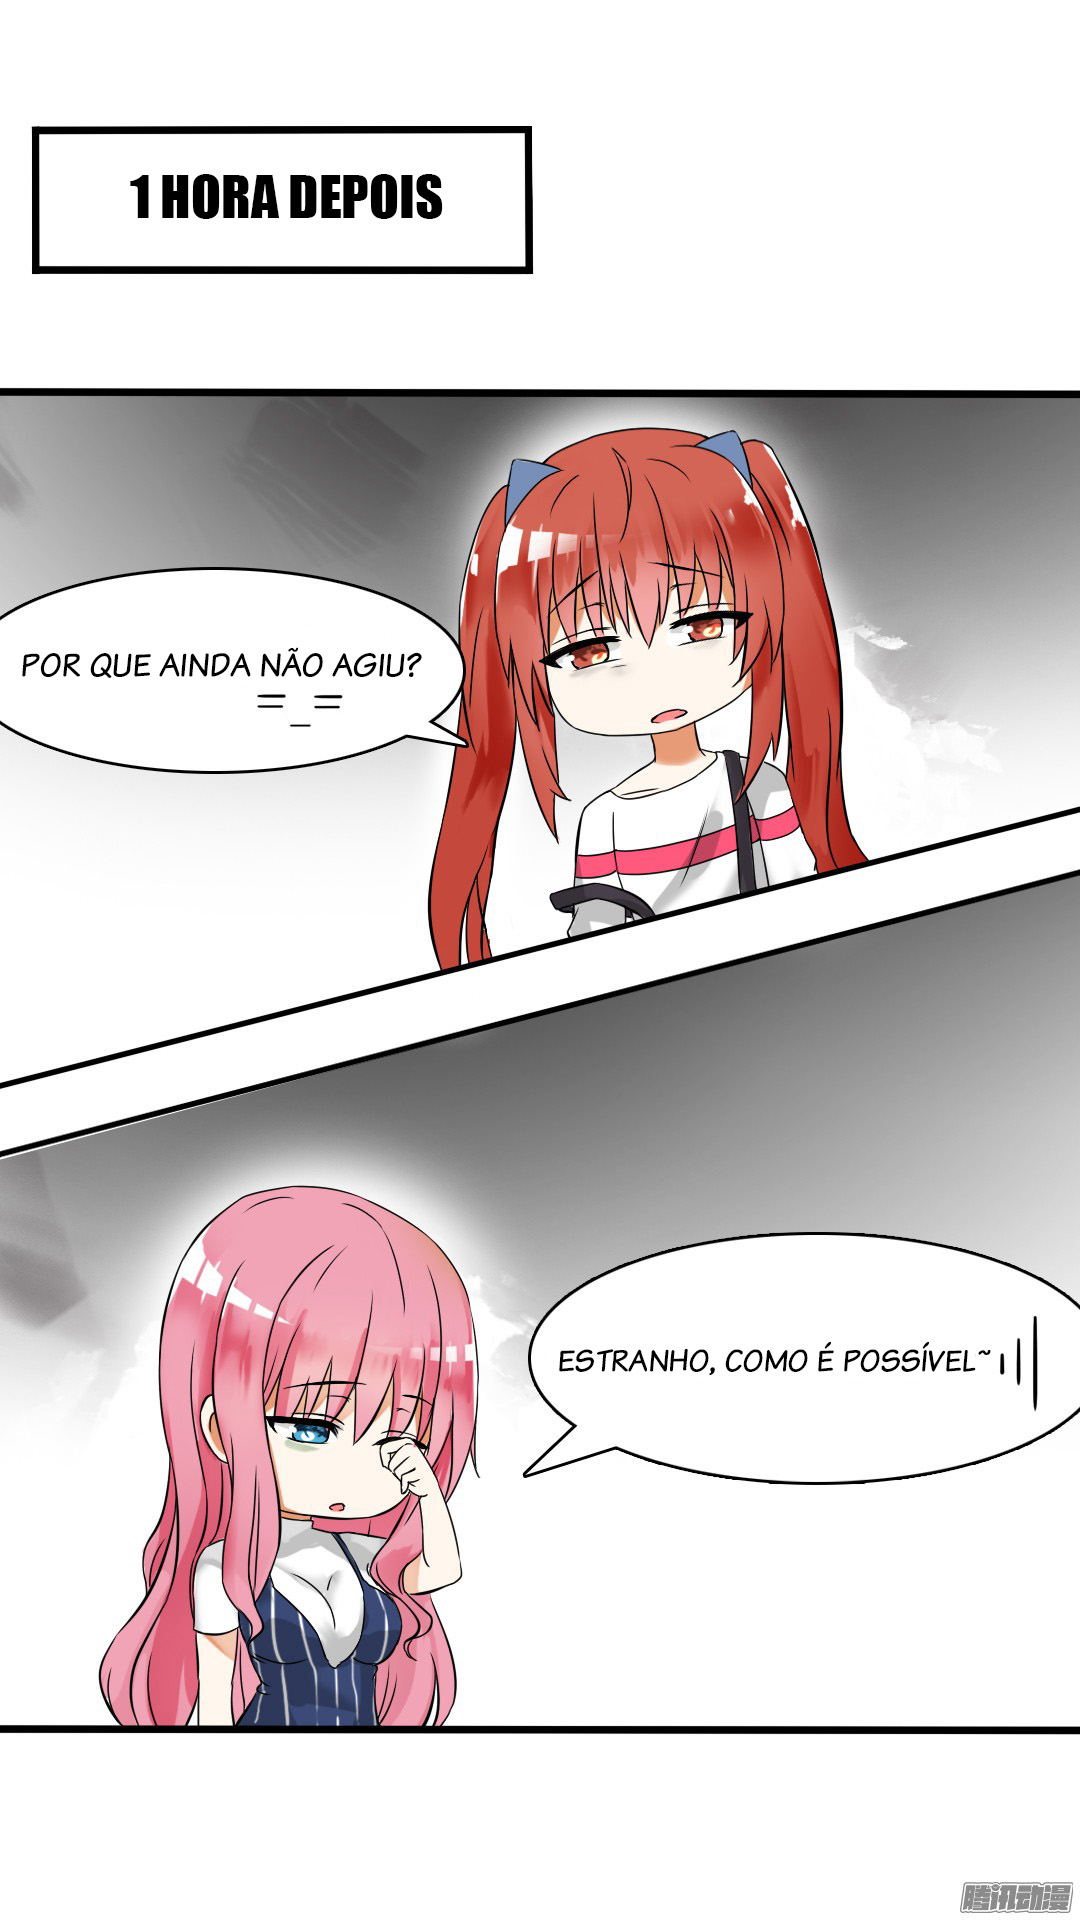 1 HORA DEPOIS
POR QUE AINDA NÃO AGIU?
=_=
ESTRANHO, COMO É POSSÍVEL~
腾讯动漫